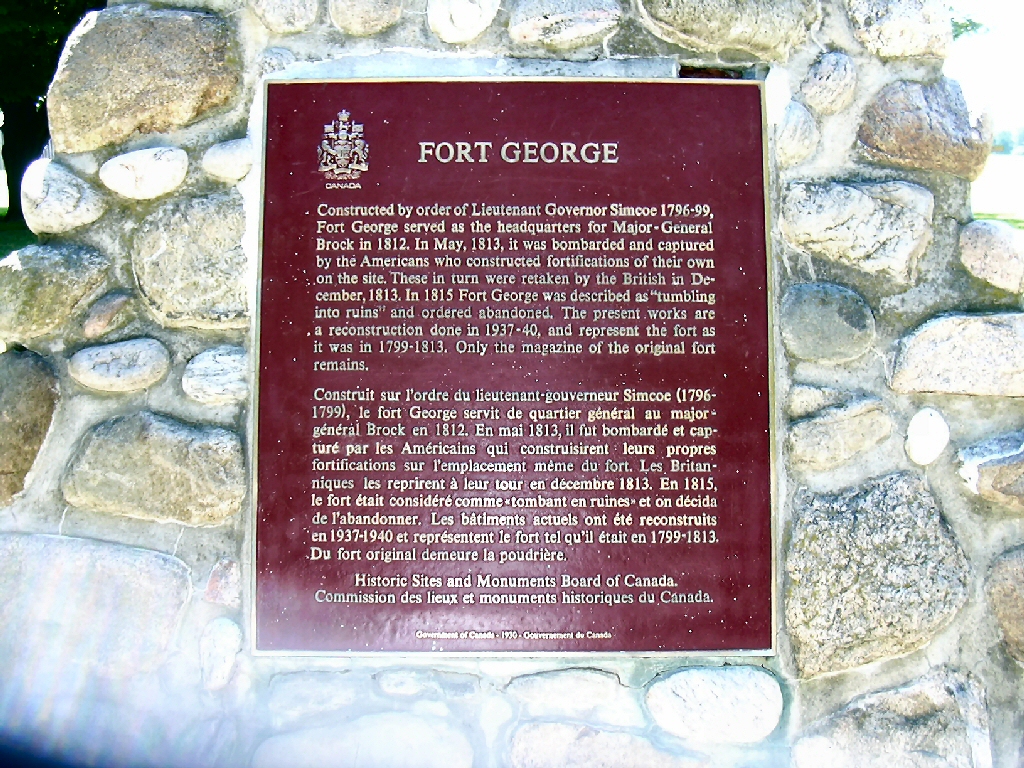 CANADA
FORT GEORGE
Constructed by order of Lieutenant Governor Simcoe 1796-99,
Fort George served as the headquarters for Major-General
Brock in 1812. In May, 1813, it was bombarded and captured
by the Americans who constructed fortifications of their own
on the site. These in turn were retaken by the British in De-
cember, 1813. In 1815 Fort George was described as "tumbling
into ruins" and ordered abandoned. The present works are
a reconstruction done in 1937-40, and represent the fort as
it was in 1799-1813. Only the magazine of the original fort
remains.
Construit sur l'ordre du lieutenant-gouverneur Simcoe (1796-
1799), le fort George servit de quartier général au major-
général Brock en 1812. En mai 1813, il fut bombardé et cap-
turé par les Américains qui construisirent leurs propres
fortifications sur l'emplacement même du fort. Les Britan-
niques les reprirent à leur tour en décembre 1813. En 1815,
le fort était considéré comme «tombant en ruines» et on décida
de l'abandonner. Les bâtiments actuels ont été reconstruits
en 1937-1940 et représentent le fort tel qu'il était en 1799-1813.
Du fort original demeure la poudrière.
Historic Sites and Monuments Board of Canada.
Commission des lieux et monuments historiques du Canada.
Government of Canada - 1930 - Gouvernement du Canada